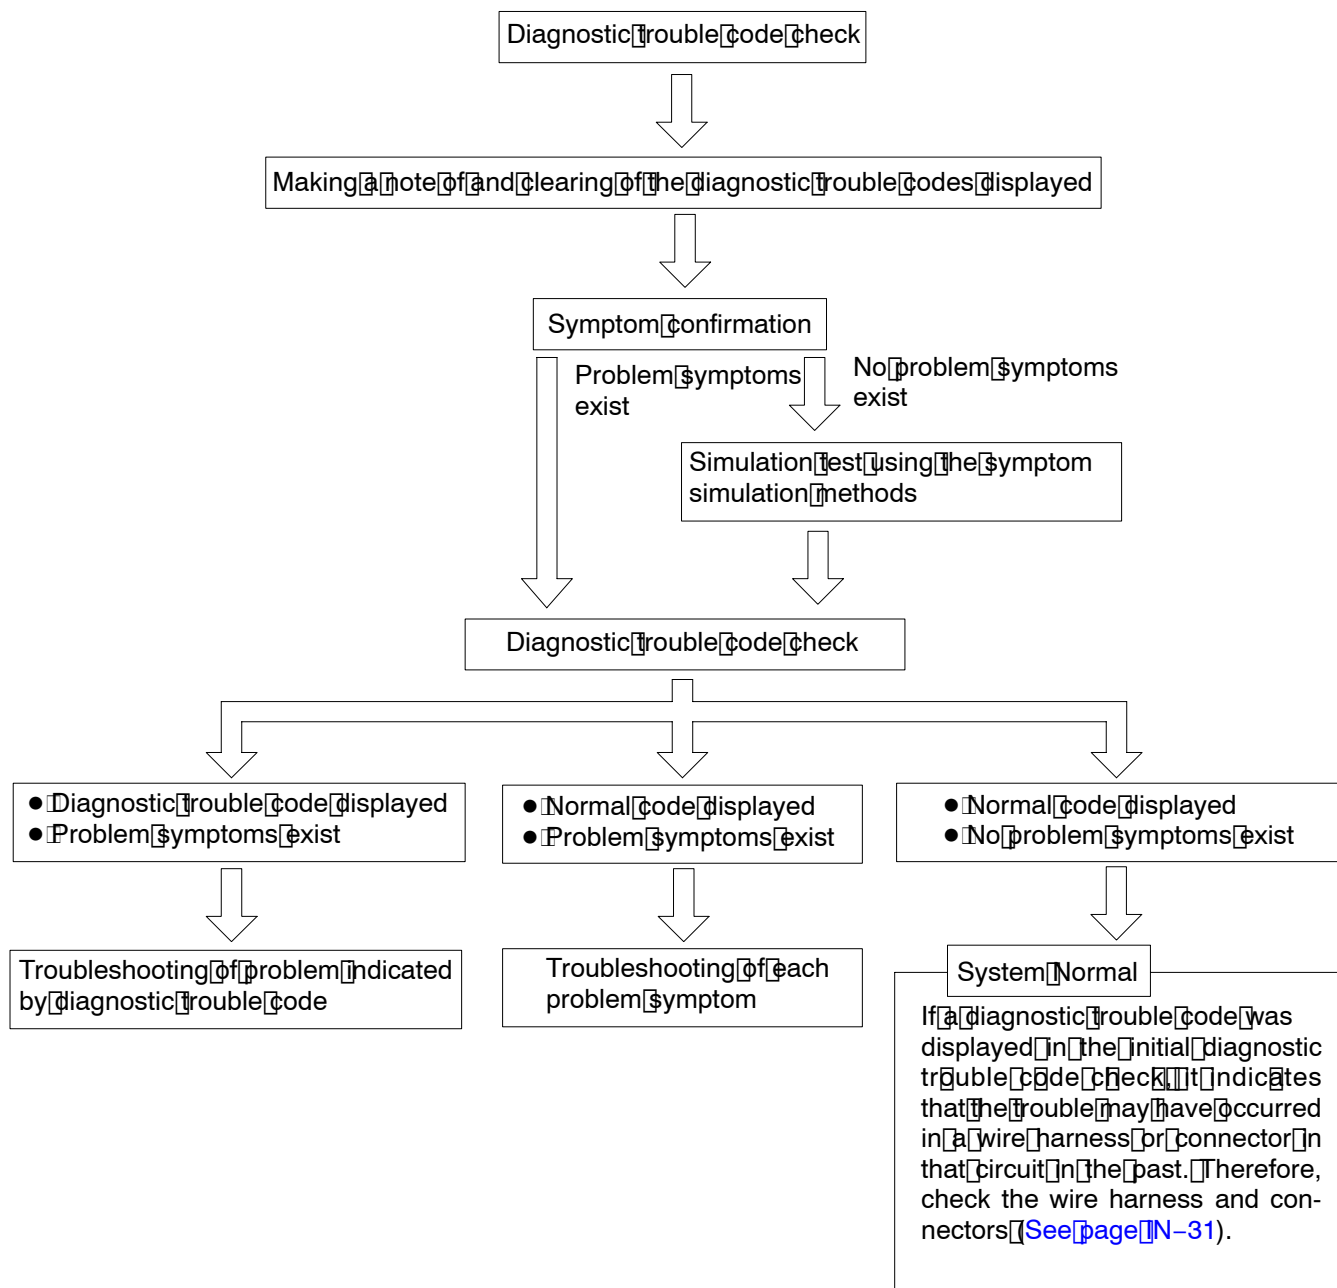 Diagnostic trouble code check
Making a note of and clearing of the diagnostic trouble codes displayed
Symptom confirmation
Problem symptoms
exist
No problem symptoms
exist
Simulation test using the symptom
simulation methods
Diagnostic trouble code check
● Diagnostic trouble code displayed
● Problem symptoms exist
● Normal code displayed
● Problem symptoms exist
● Normal code displayed
● No problem symptoms exist
Troubleshooting of problem indicated
by diagnostic trouble code
Troubleshooting of each
problem symptom
System Normal
If a diagnostic trouble code was
displayed in the initial diagnostic
trouble code check, it indicates
that the trouble may have occurred
in a wire harness or connector in
that circuit in the past. Therefore,
check the wire harness and con-
nectors (See page IN−31).